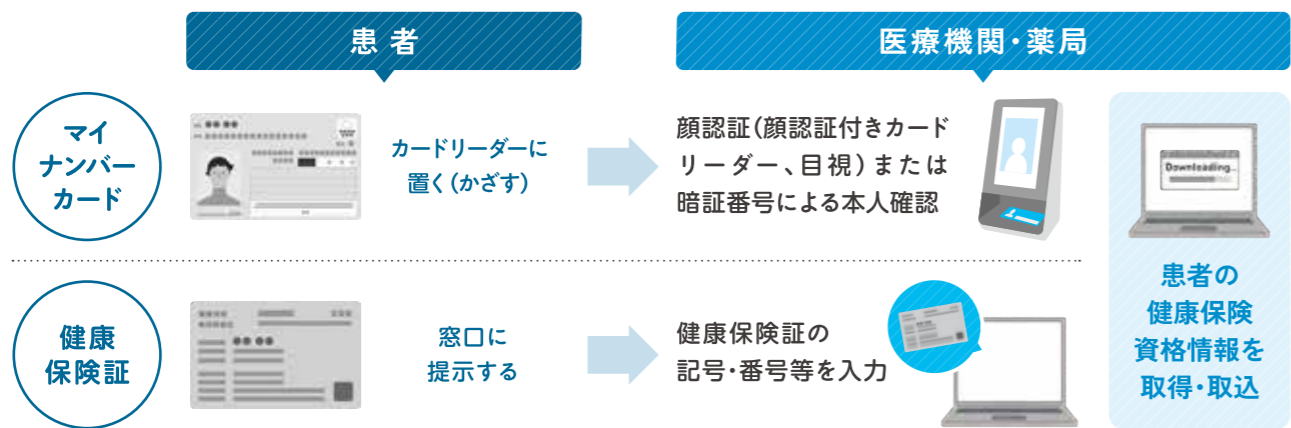 患者
医療機関・薬局
マイ
ナンバー
カード
カードリーダーに
置く(かざす)
顔認証(顔認証付きカード
リーダー、目視)または
暗証番号による本人確認
Downloading...
健康
保険証
窓口に
提示する
健康保険証の
記号・番号等を入力
患者の
健康保険
資格情報を
取得・取込